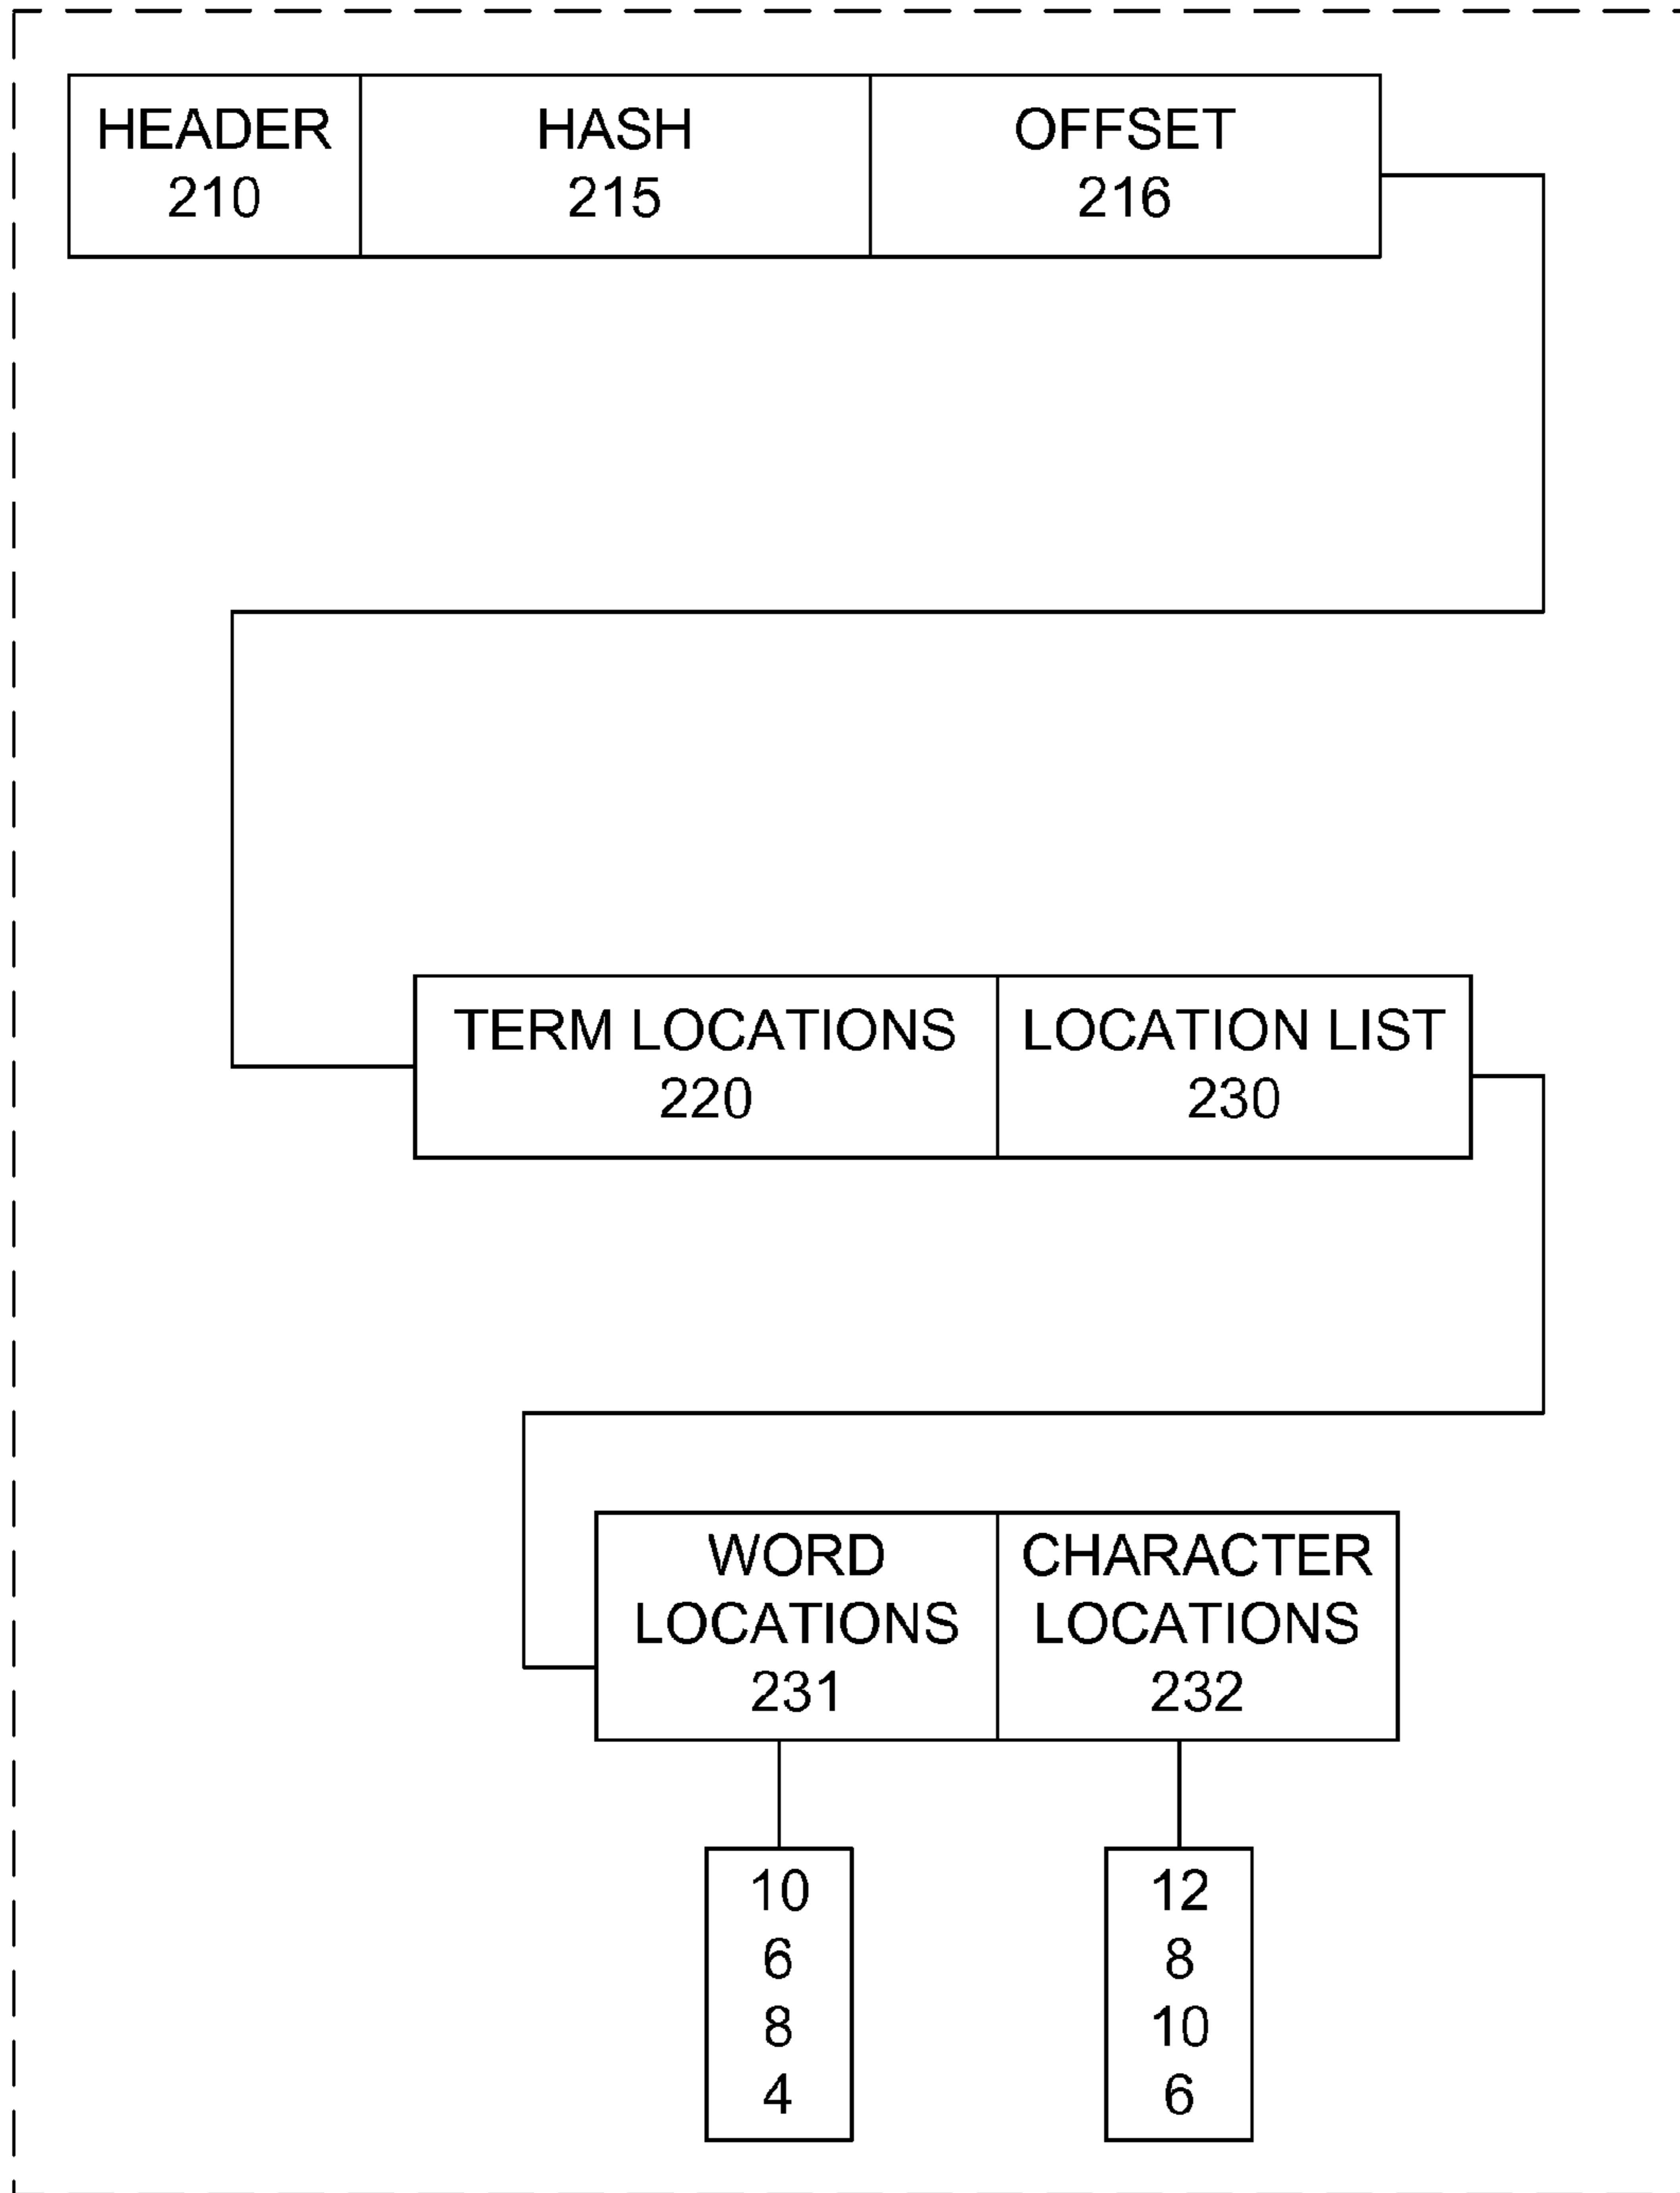 HEADER
210
HASH
215
OFFSET
216
TERM LOCATIONS
220
LOCATION LIST
230
WORD
LOCATIONS
231
CHARACTER
LOCATIONS
232
10
6
8
4
12
8
10
6